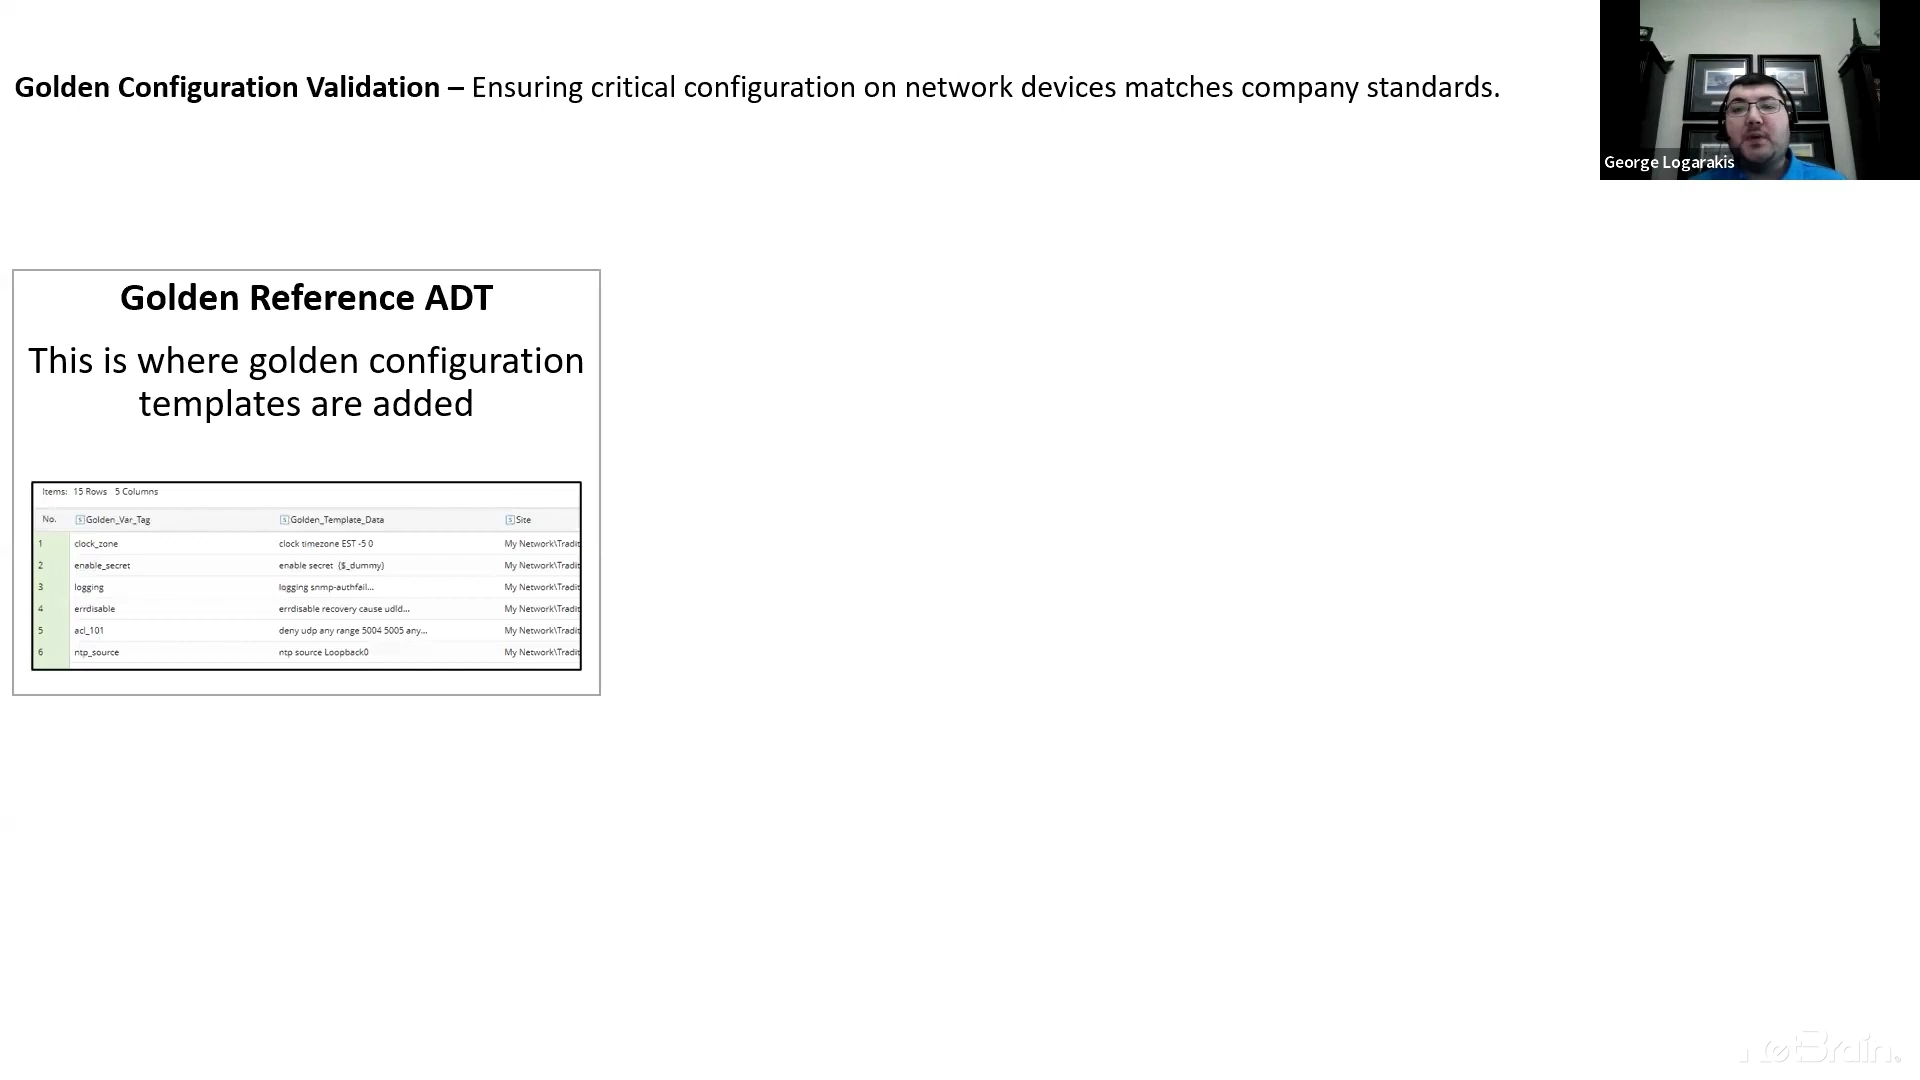 Golden Configuration Validation – Ensuring critical configuration on network devices matches company standards.
George Logarakis
Golden Reference ADT
This is where golden configuration
templates are added
Items: 15 Rows 5 Columns
No. Golden_Var_Tag Golden_Template_Data Site
1 clock_zone clock timezone EST -5 0 My Network\Tradit
2 enable_secret enable secret {$_dummy} My Network\Tradit
3 logging logging snmp-authfail... My Network\Tradit
4 errdisable errdisable recovery cause udld... My Network\Tradit
5 acl_101 deny udp any range 5004 5005 any... My Network\Tradit
6 ntp_source ntp source Loopback0 My Network\Tradit
NetBrain